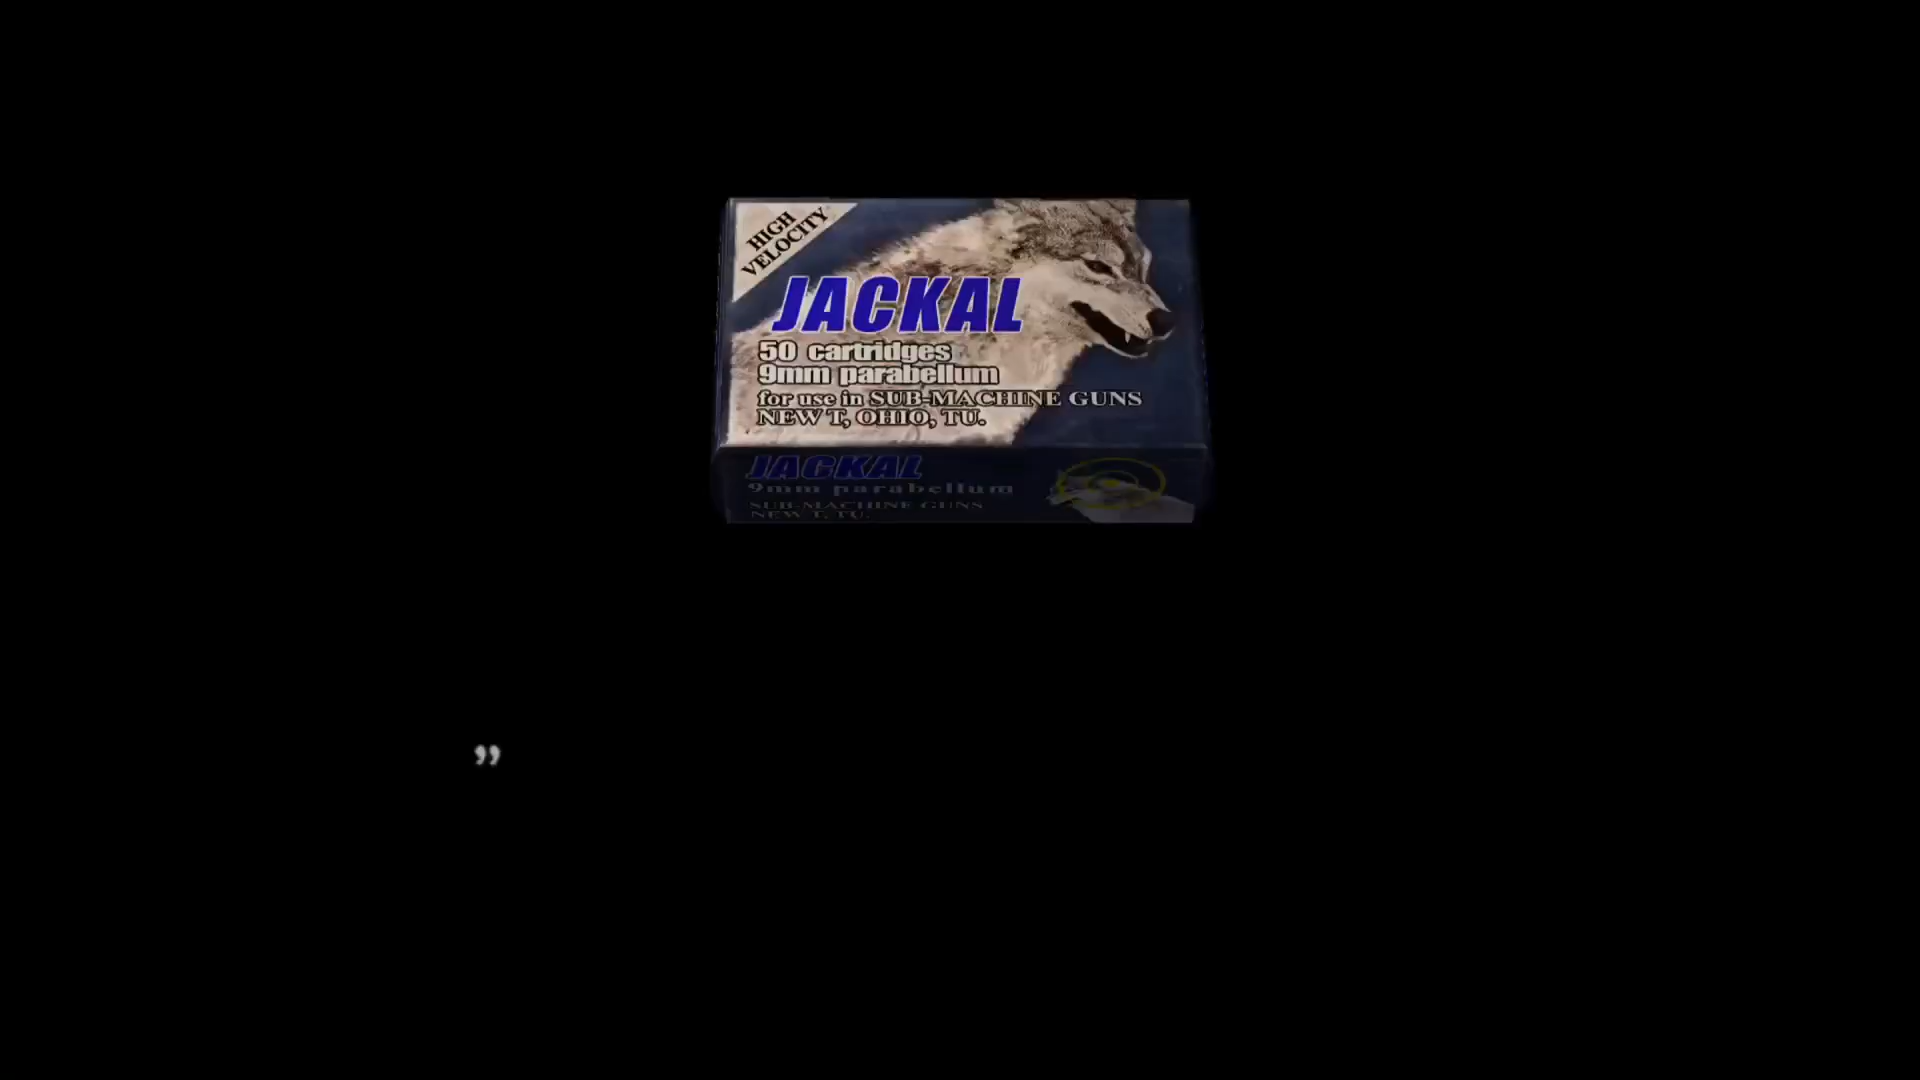 HIGH
VELOCITY
JACKAL
50 cartridges
9mm parabellum
for use in SUB-MACHINE GUNS
NEW T, OHIO, TU.
JACKAL
9mm parabellum
SUB-MACHINE GUNS
NEW T, TU.
”